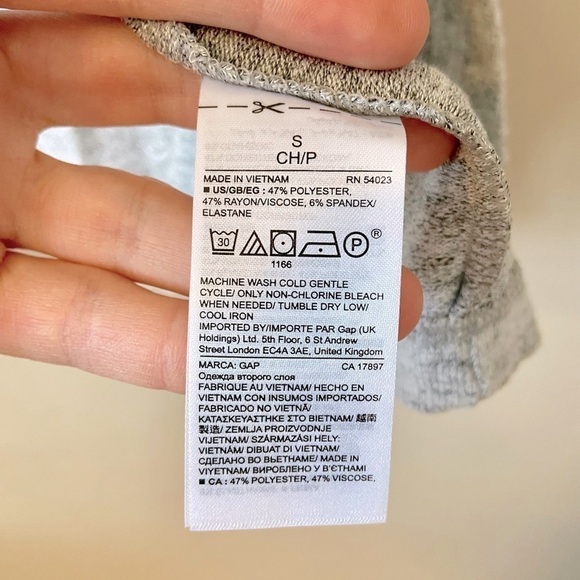 S
CH/P
MADE IN VIETNAM RN 54023
■ US/GB/EG : 47% POLYESTER,
47% RAYON/VISCOSE, 6% SPANDEX/
ELASTANE
30 P ®
1166
MACHINE WASH COLD GENTLE
CYCLE/ ONLY NON-CHLORINE BLEACH
WHEN NEEDED/ TUMBLE DRY LOW/
COOL IRON
IMPORTED BY/IMPORTE PAR Gap (UK
Holdings) Ltd. 5th Floor, 6 St Andrew
Street London EC4A 3AE, United Kingdom
MARCA: GAP CA 17897
Одежда второго слоя
FABRIQUE AU VIETNAM/ HECHO EN
VIETNAM CON INSUMOS IMPORTADOS/
FABRICADO NO VIETNÃ/
ΚΑΤΑΣΚΕΥΑΣΤΗΚΕ ΣΤΟ ΒΙΕΤΝΑΜ/ 越南
製造/ ZEMLJA PROIZVODNJE
VIJETNAM/ SZÁRMAZÁSI HELY:
VIETNÁM/ DIBUAT DI VIETNAM/
СДЕЛАНО ВО ВЬЕТНАМЕ/ MADE IN
VIYETNAM/ ВИРОБЛЕНО У В'ЄТНАМІ
■ CA : 47% POLYESTER, 47% VISCOSE,